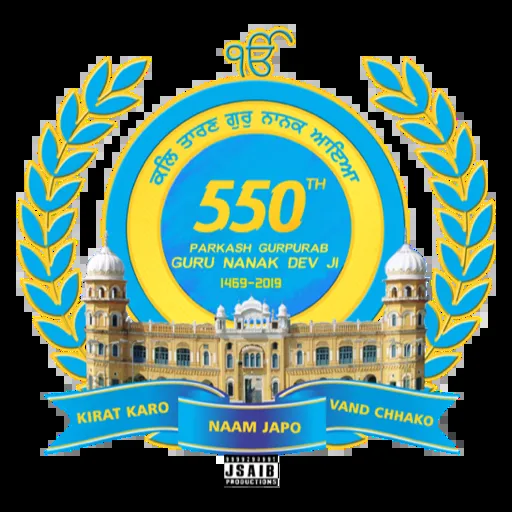 ੴ
ਕਲਿ ਤਾਰਣ ਗੁਰੁ ਨਾਨਕ ਆਇਆ
550TH
PARKASH GURPURAB
GURU NANAK DEV JI
1469-2019
KIRAT KARO
NAAM JAPO
VAND CHHAKO
JSAIB
PRODUCTIONS